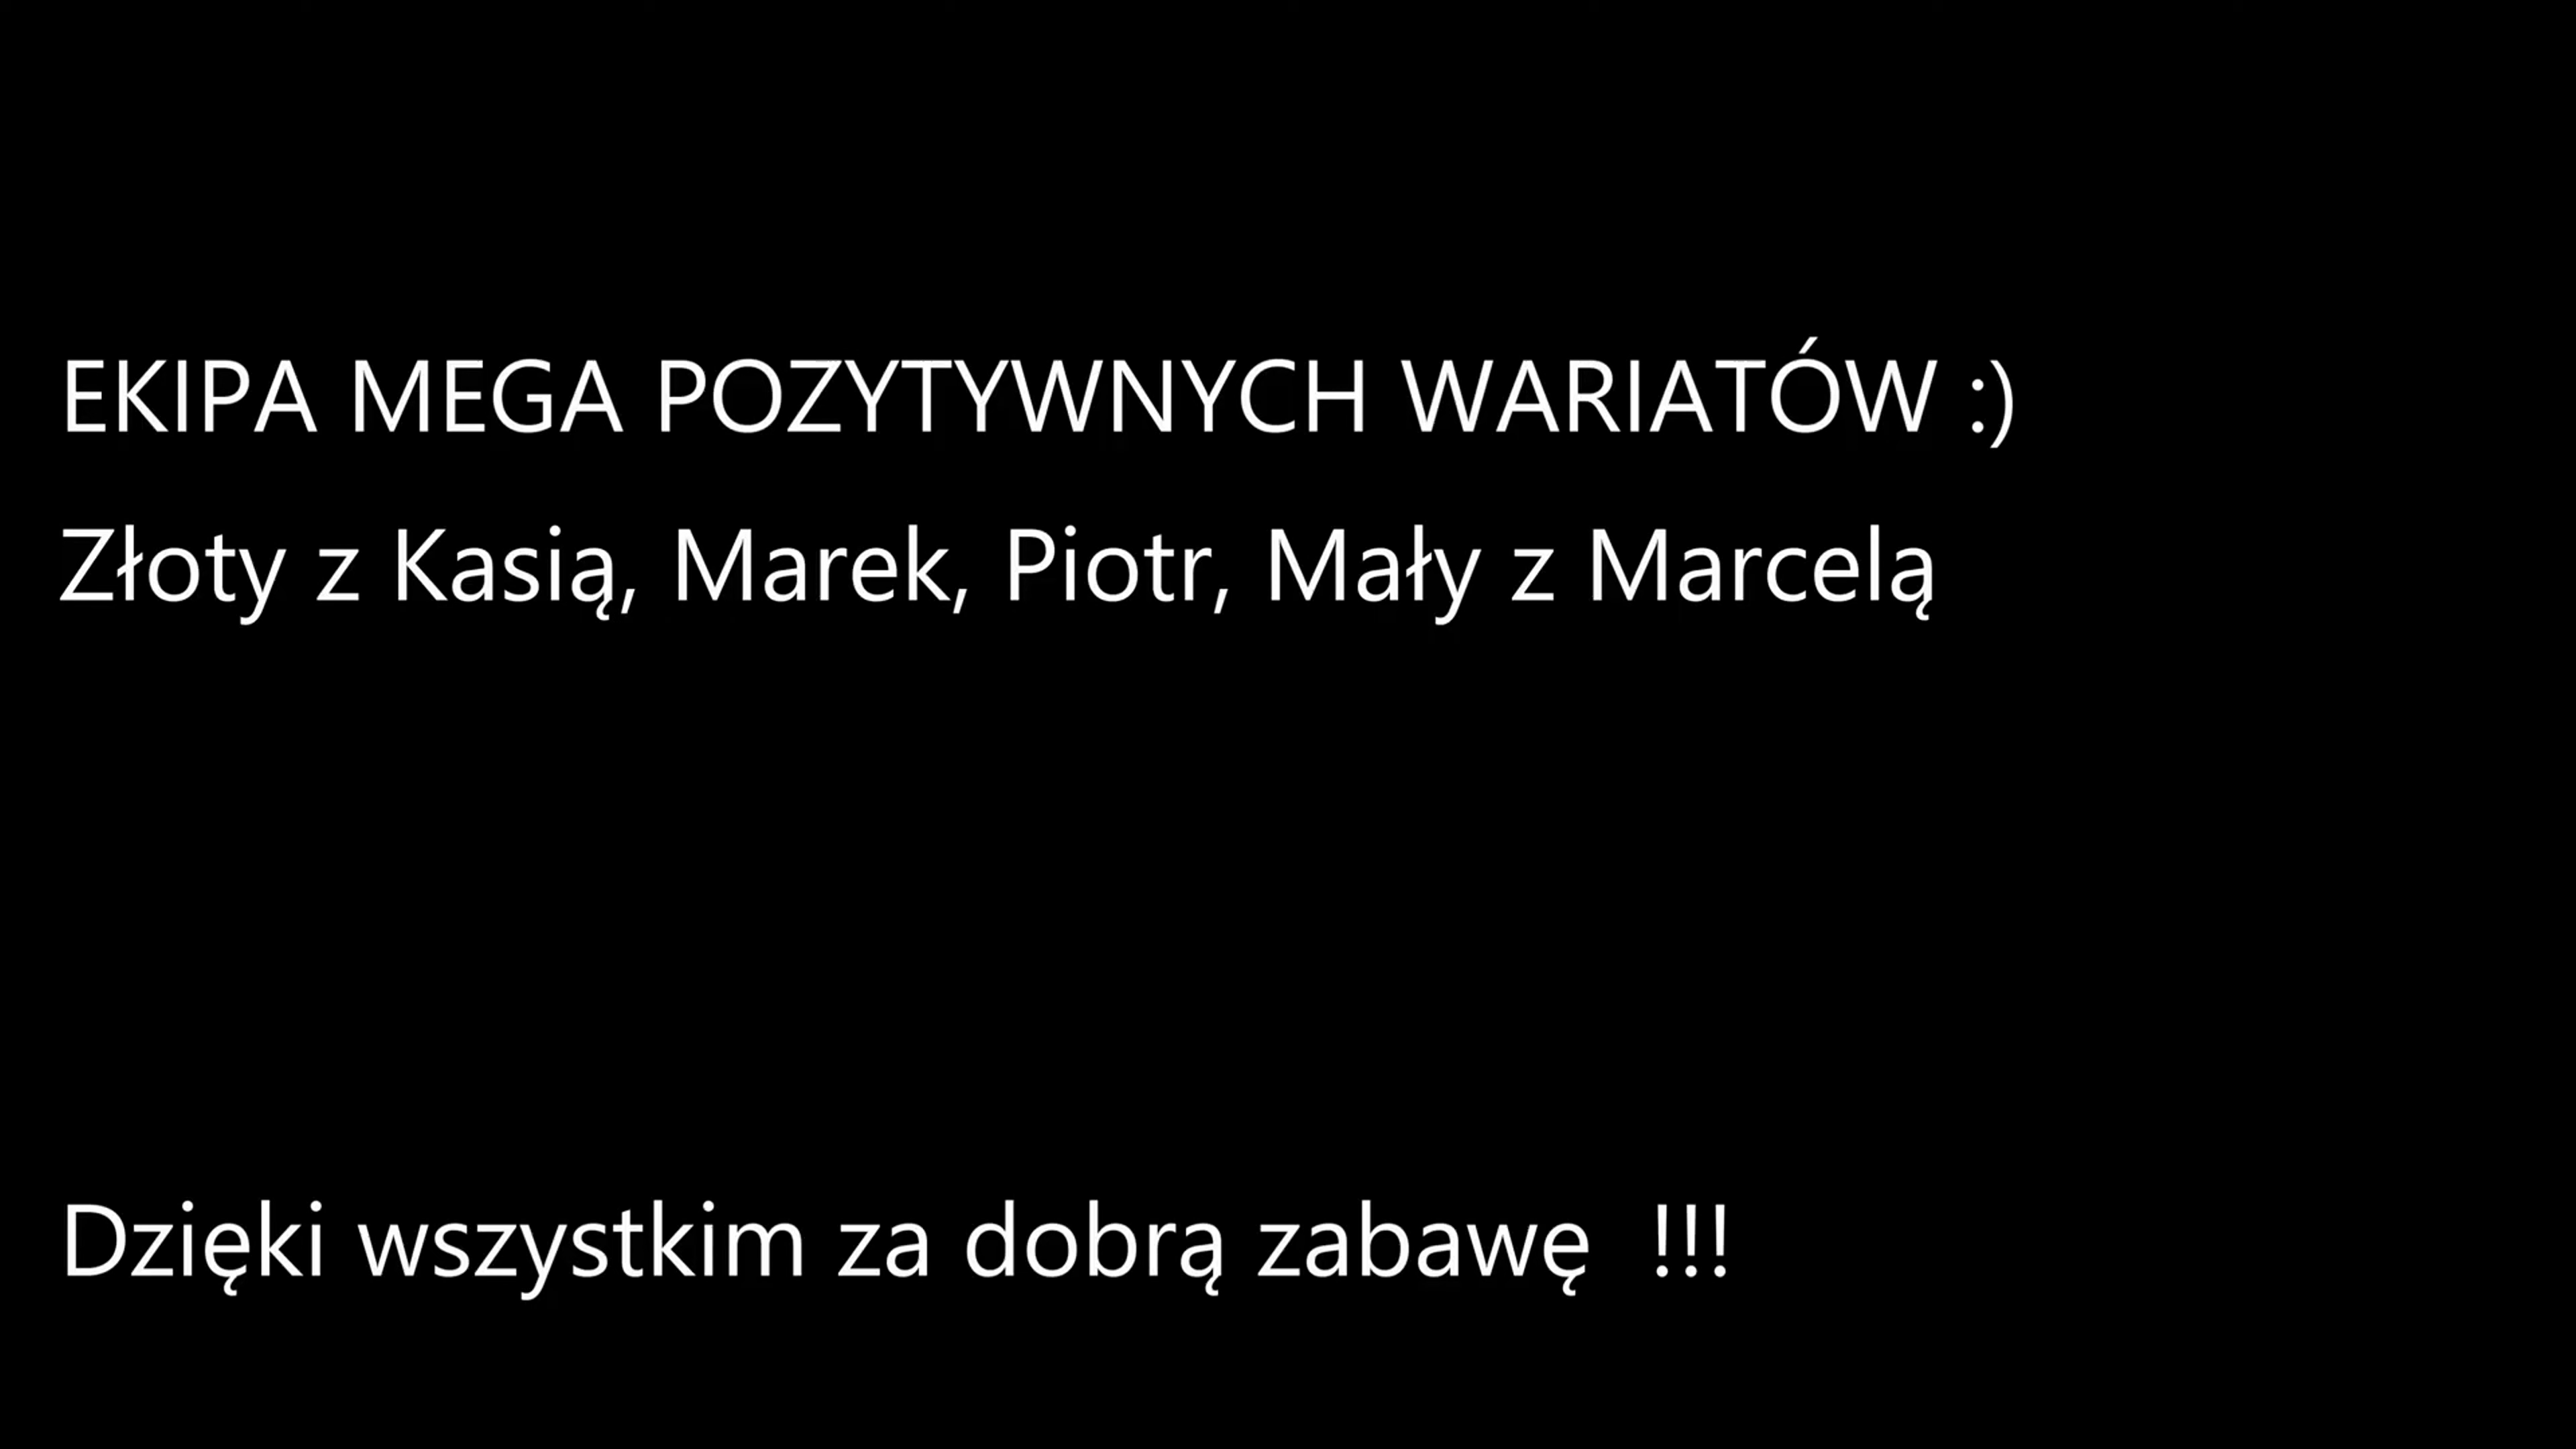 EKIPA MEGA POZYTYWNYCH WARIATÓW :)
Złoty z Kasią, Marek, Piotr, Mały z Marcelą
Dzięki wszystkim za dobrą zabawę  !!!